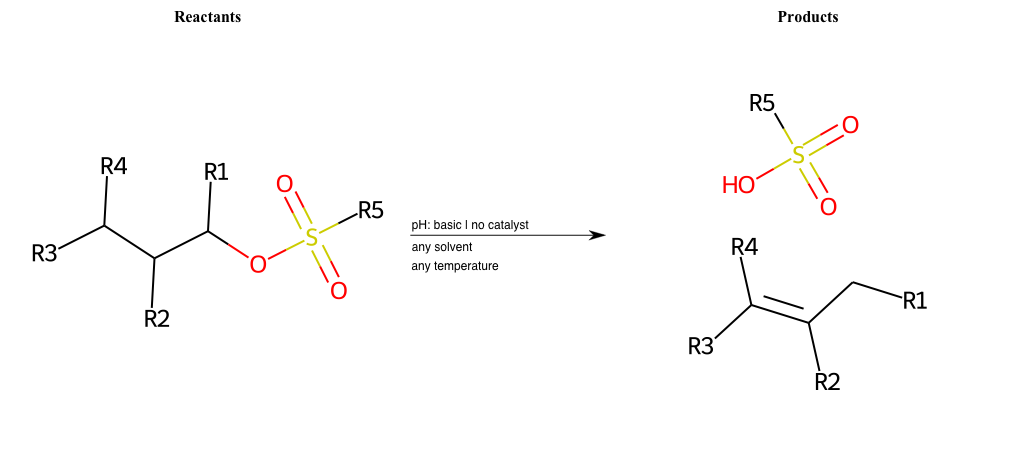 Reactants
Products
R4
R1
O
R5
S
R3
O
O
R2
pH: basic | no catalyst
any solvent
any temperature
R5
O
S
HO
O
R4
R1
R3
R2